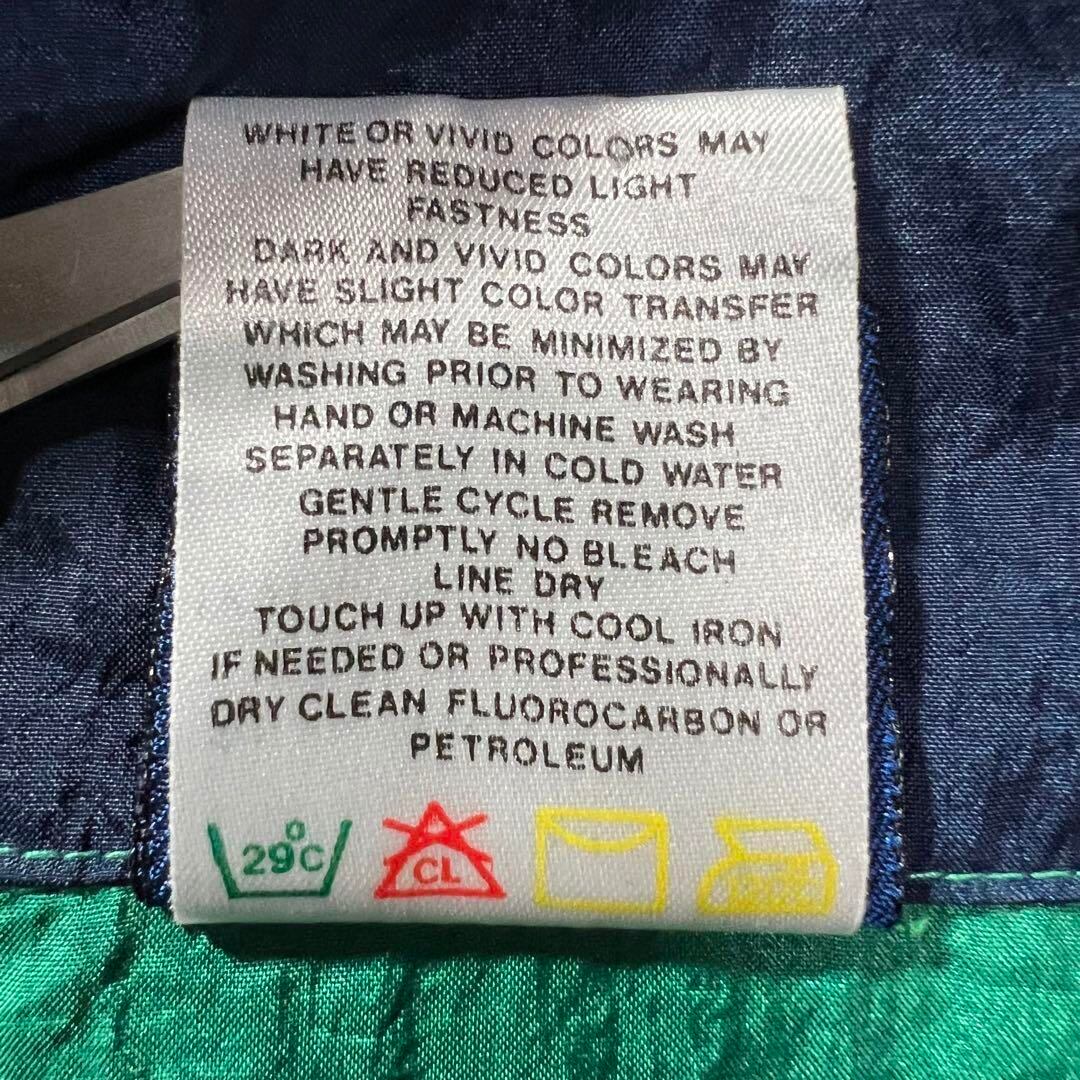 WHITE OR VIVID COLORS MAY
HAVE REDUCED LIGHT
FASTNESS
DARK AND VIVID COLORS MAY
HAVE SLIGHT COLOR TRANSFER
WHICH MAY BE MINIMIZED BY
WASHING PRIOR TO WEARING
HAND OR MACHINE WASH
SEPARATELY IN COLD WATER
GENTLE CYCLE REMOVE
PROMPTLY NO BLEACH
LINE DRY
TOUCH UP WITH COOL IRON
IF NEEDED OR PROFESSIONALLY
DRY CLEAN FLUOROCARBON OR
PETROLEUM
29°C CL